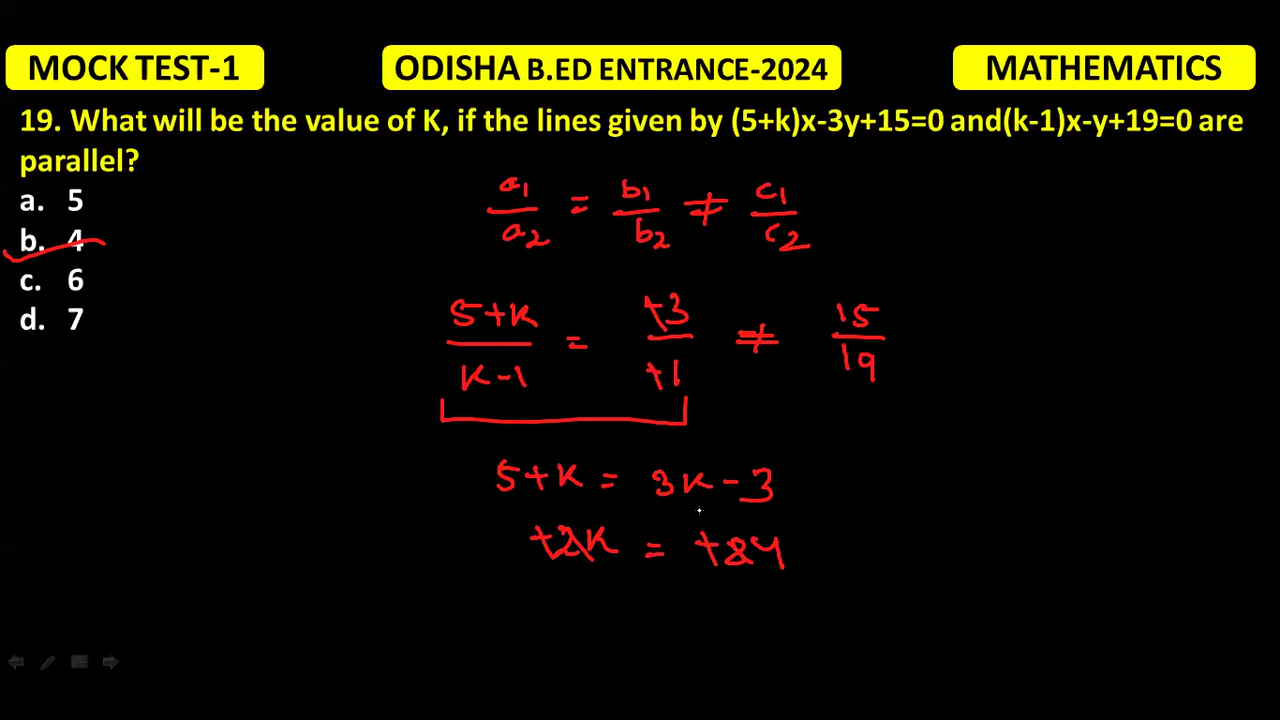 MOCK TEST-1
ODISHA B.ED ENTRANCE-2024
MATHEMATICS
19. What will be the value of K, if the lines given by (5+k)x-3y+15=0 and(k-1)x-y+19=0 are
parallel?
a. 5
b. 4
c. 6
d. 7
a1/a2 = b1/b2 ≠ c1/c2
5+K/K-1 = +3/+1 ≠ 15/19
5+K = 3K-3
+2K = +84